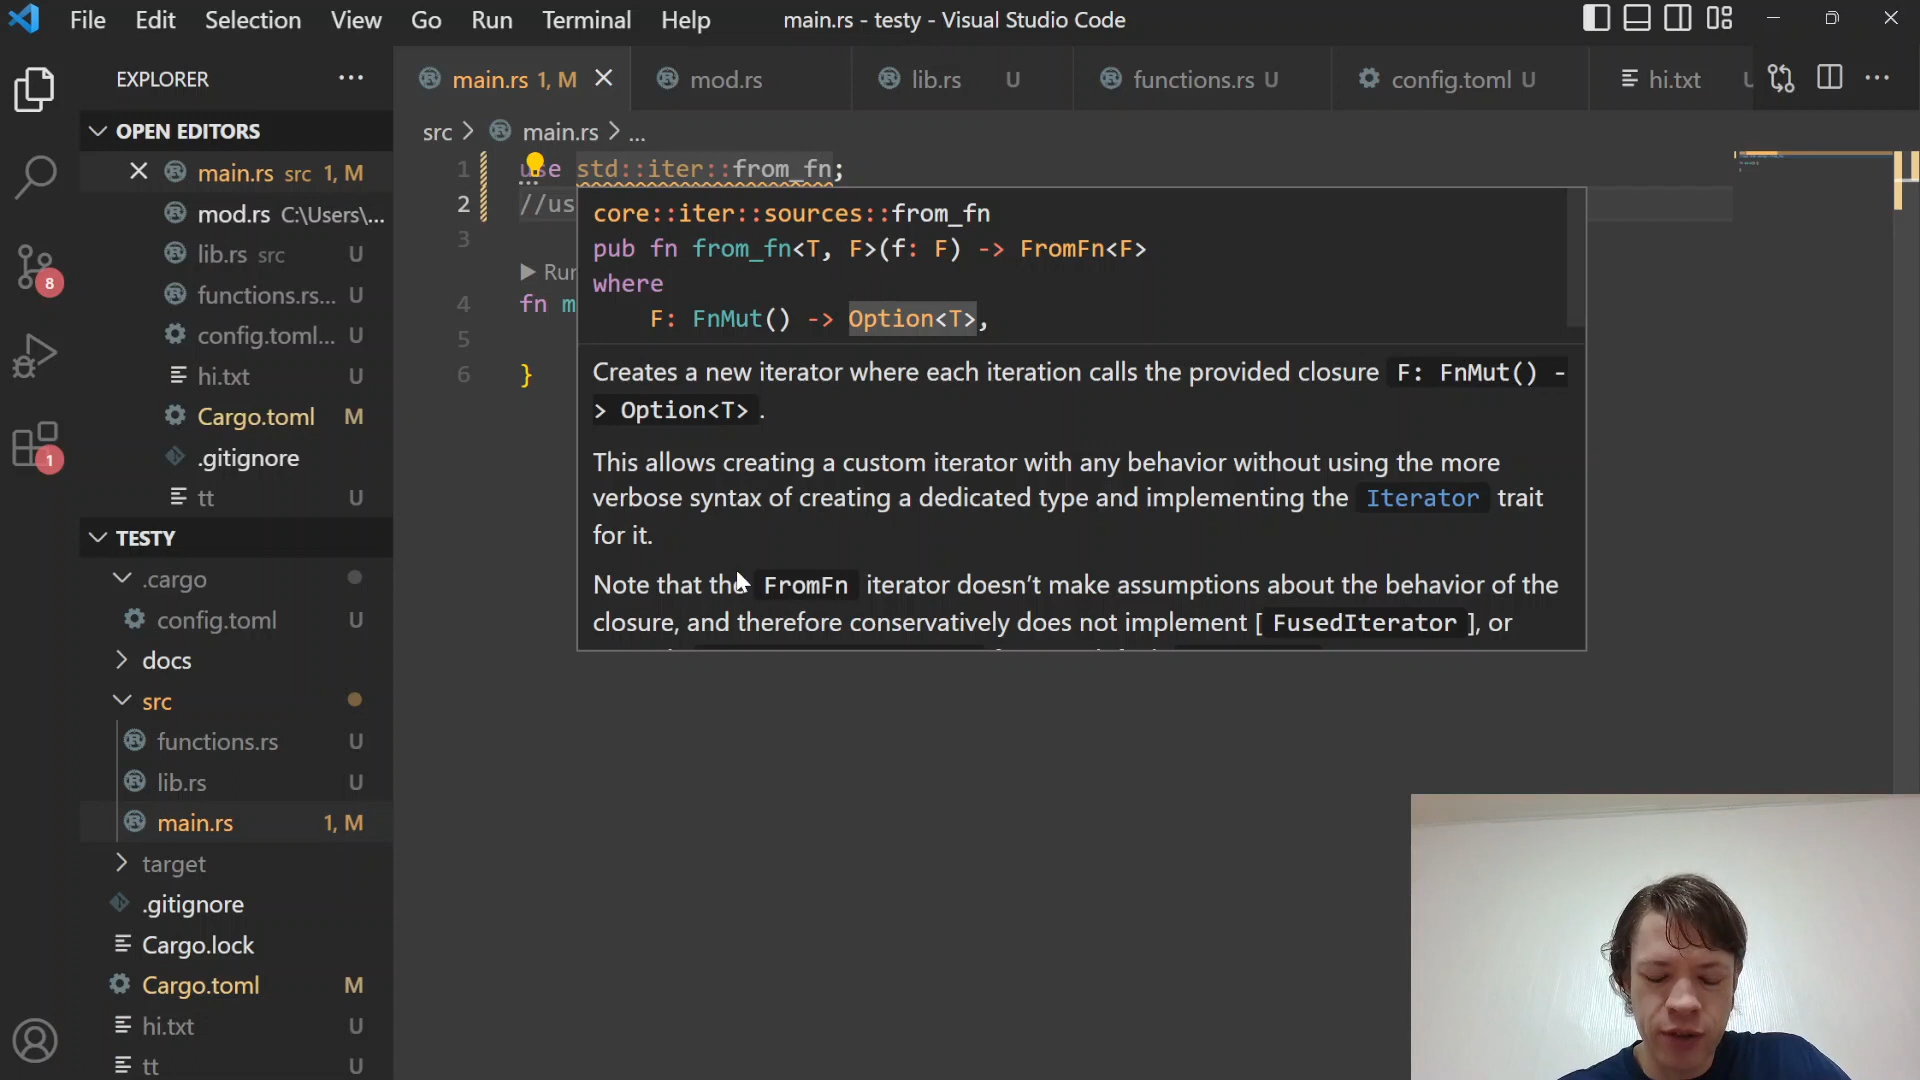 File Edit Selection View Go Run Terminal Help main.rs - testy - Visual Studio Code
EXPLORER
main.rs 1, M
mod.rs
lib.rs U
functions.rs U
config.toml U
hi.txt U
OPEN EDITORS
main.rs src 1, M
mod.rs C:\Users\...
lib.rs src U
functions.rs... U
config.toml... U
hi.txt U
Cargo.toml M
.gitignore
tt U
TESTY
.cargo
config.toml U
docs
src
functions.rs U
lib.rs U
main.rs 1, M
target
.gitignore
Cargo.lock
Cargo.toml M
hi.txt U
tt U
8
1
src > main.rs > ...
1 use std::iter::from_fn;
2 //us
3
Run
4 fn m
5
6 }
core::iter::sources::from_fn
pub fn from_fn<T, F>(f: F) -> FromFn<F>
where
F: FnMut() -> Option<T>,
Creates a new iterator where each iteration calls the provided closure F: FnMut() -
> Option<T> .
This allows creating a custom iterator with any behavior without using the more
verbose syntax of creating a dedicated type and implementing the Iterator trait
for it.
Note that the FromFn iterator doesn’t make assumptions about the behavior of the
closure, and therefore conservatively does not implement [ FusedIterator ], or